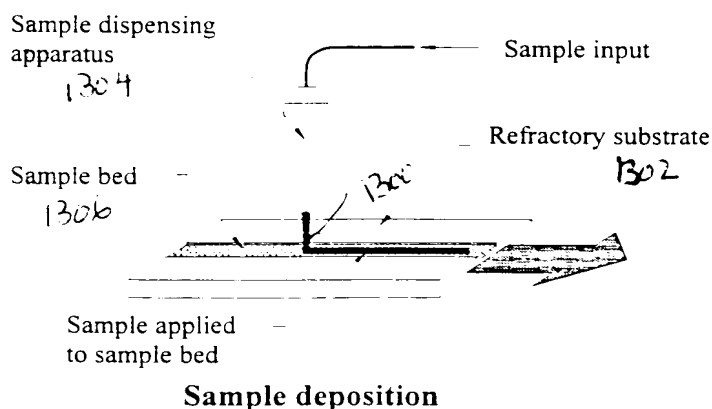 Sample dispensing
apparatus
1304
Sample input
Refractory substrate
1302
Sample bed
1306
1300
Sample applied
to sample bed
Sample deposition